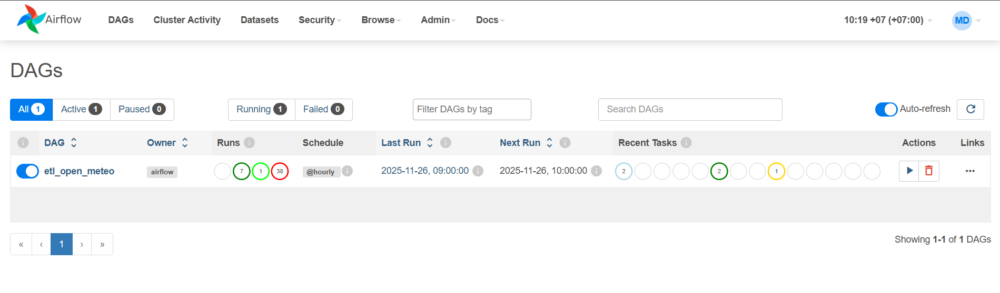 Airflow DAGs Cluster Activity Datasets Security Browse Admin Docs 10:19 +07 (+07:00) MD
DAGs
All 1 Active 1 Paused 0 Running 1 Failed 0 Filter DAGs by tag Search DAGs Auto-refresh
DAG Owner Runs Schedule Last Run Next Run Recent Tasks Actions Links
etl_open_meteo airflow 7 1 38 @hourly 2025-11-26, 09:00:00 2025-11-26, 10:00:00 2 2 1
« ‹ 1 › » Showing 1-1 of 1 DAGs